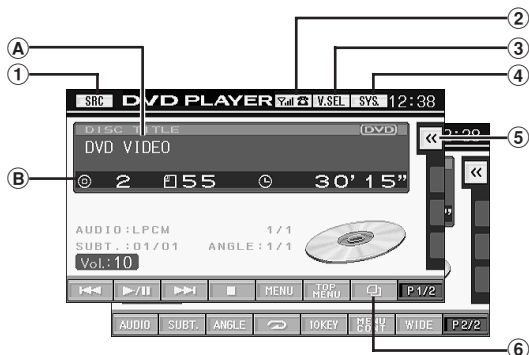 ② 
Ⓐ ③
① ④
SRC DVD PLAYER V.SEL SYS. 12:38
DISC TITLE (DVD) «
DVD VIDEO ⑤
Ⓑ 2 55 30' 15"
AUDIO:LPCM 1/1
SUBT.:01/01 ANGLE:1/1
Vol.:10
MENU TOP MENU P1/2
AUDIO SUBT. ANGLE 10KEY MENU CONT WIDE P2/2
⑥